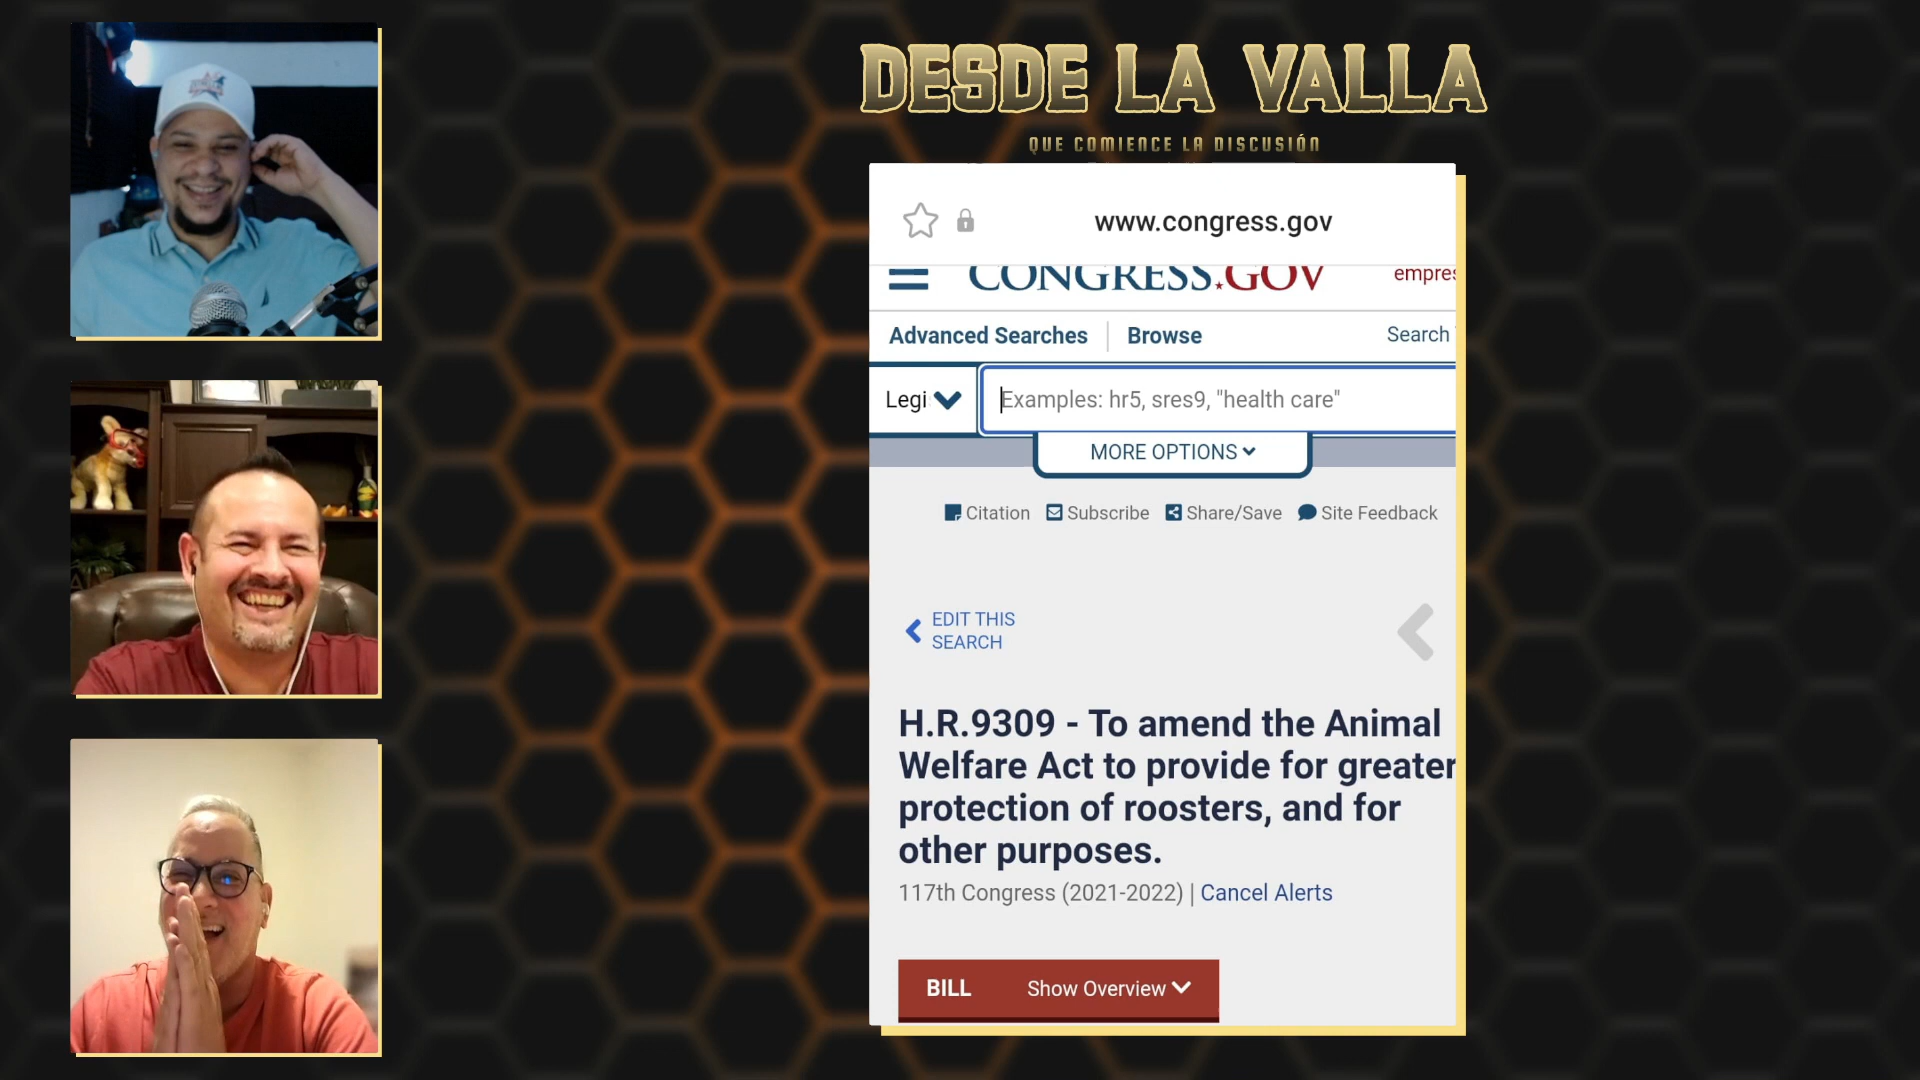 DESDE LA VALLA
QUE COMIENCE LA DISCUSIÓN
www.congress.gov
CONGRESS.GOV
Advanced Searches | Browse
Search
Legi
Examples: hr5, sres9, "health care"
MORE OPTIONS
Citation Subscribe Share/Save Site Feedback
EDIT THIS
SEARCH
H.R.9309 - To amend the Animal
Welfare Act to provide for greater
protection of roosters, and for
other purposes.
117th Congress (2021-2022) | Cancel Alerts
BILL Show Overview